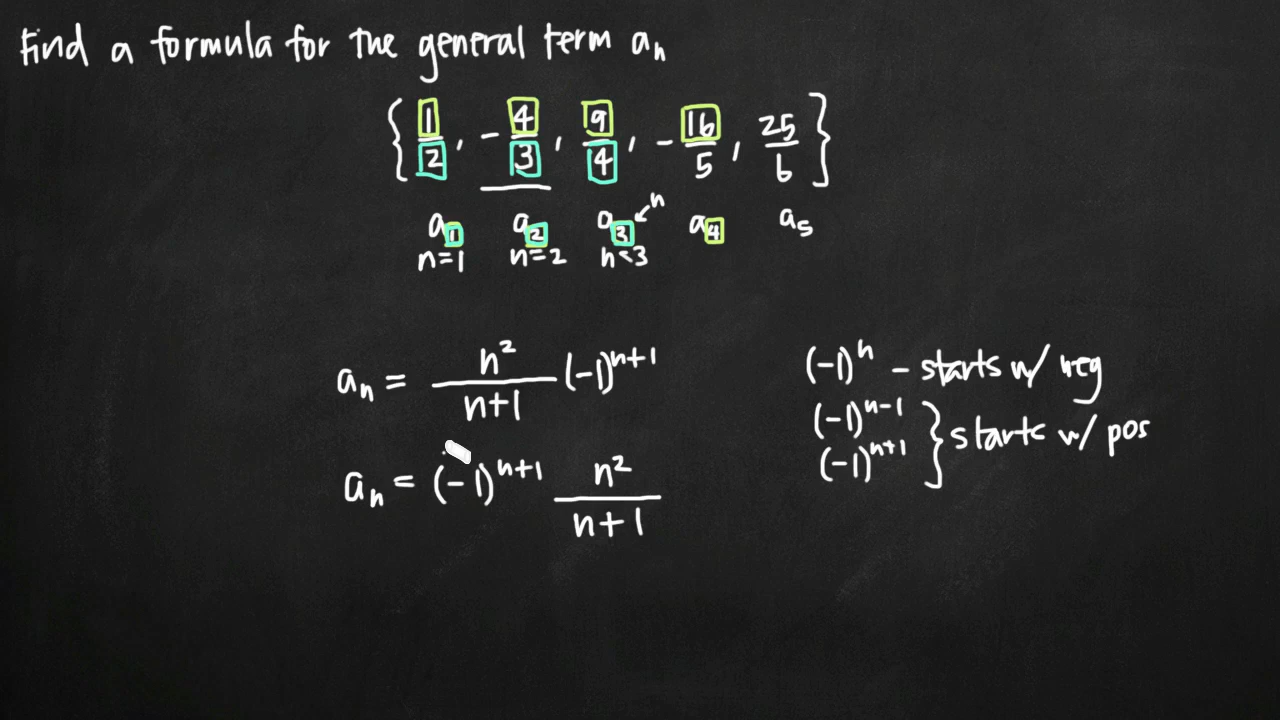 Find a formula for the general term aₙ
{ 1/2 , - 4/3 , 9/4 , - 16/5 , 25/6 }
a₁ a₂ a₃ ← n a₄ a₅
n=1 n=2 n<3
aₙ = n²/(n+1) (-1)ⁿ⁺¹
aₙ = (-1)ⁿ⁺¹ n²/(n+1)
(-1)ⁿ - starts w/ neg
(-1)ⁿ⁻¹
(-1)ⁿ⁺¹ } starts w/ pos